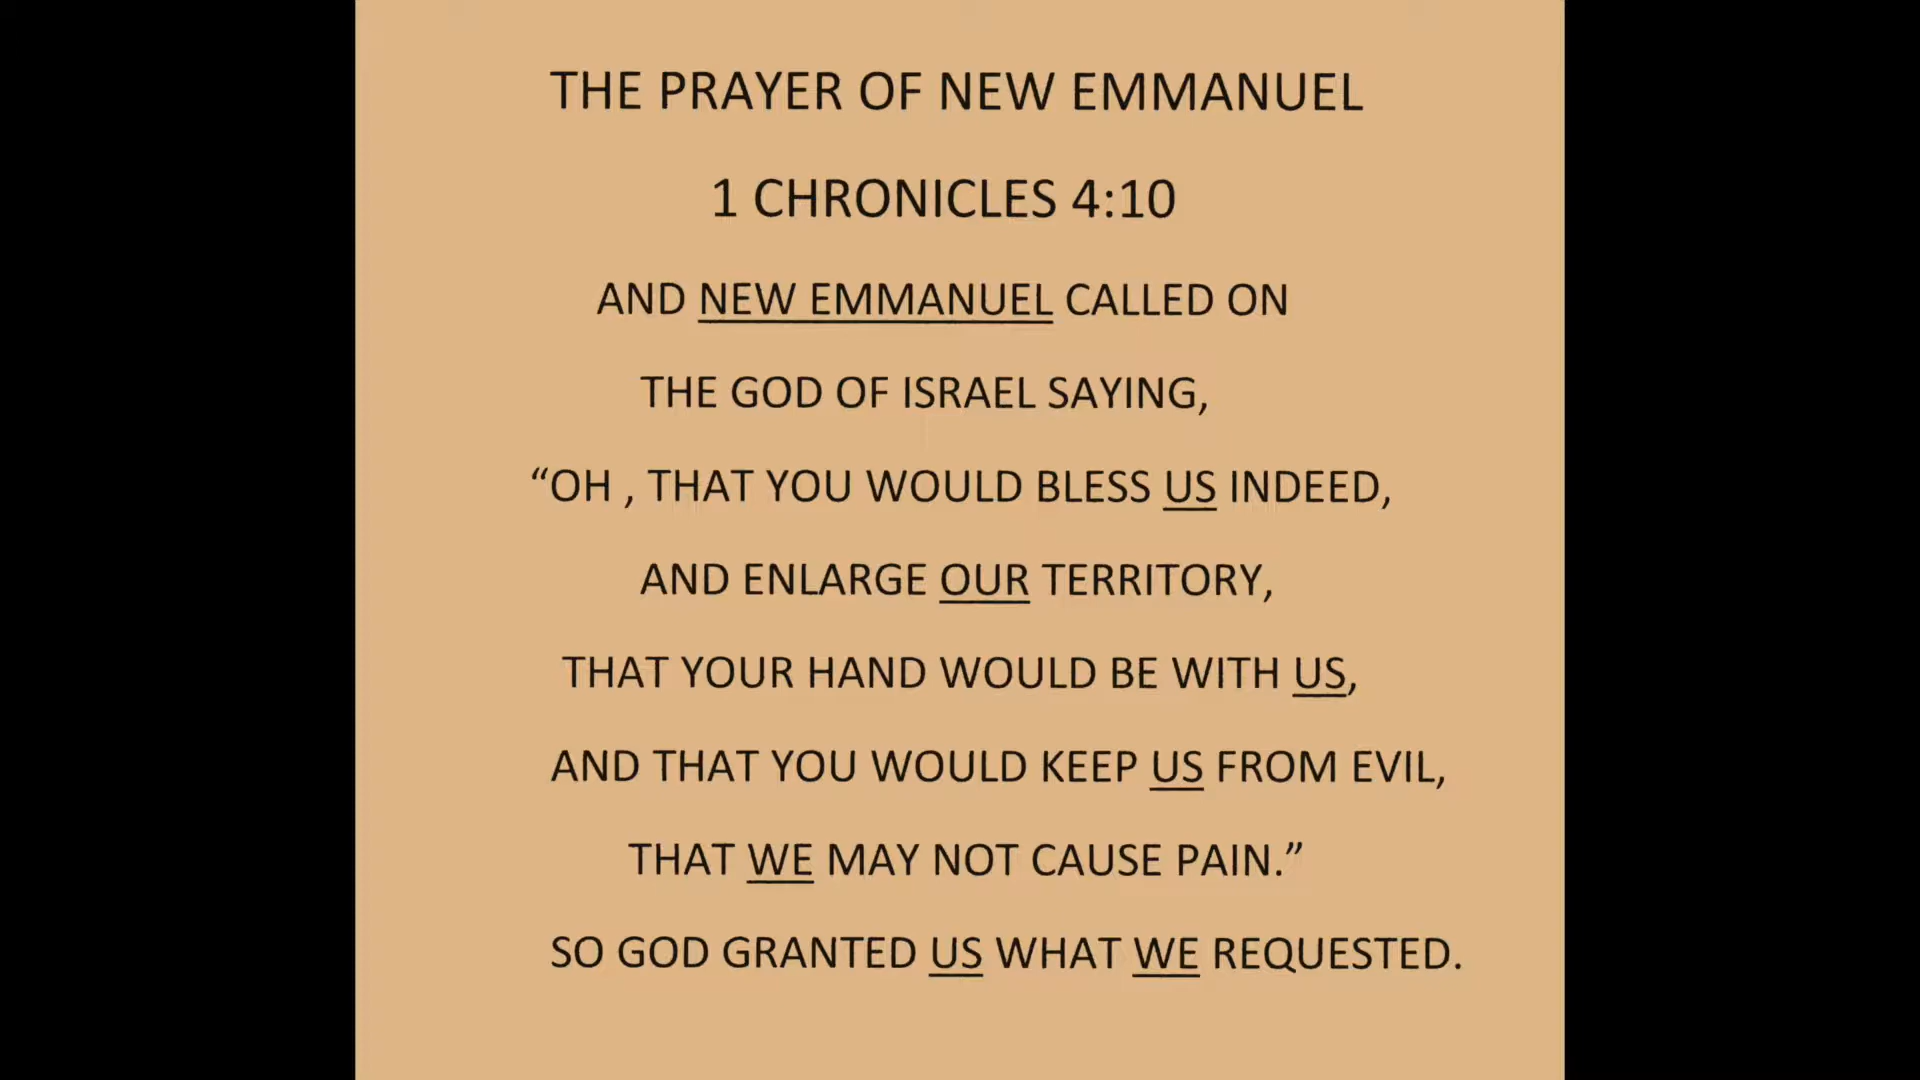 THE PRAYER OF NEW EMMANUEL
1 CHRONICLES 4:10
AND NEW EMMANUEL CALLED ON
THE GOD OF ISRAEL SAYING,
“OH , THAT YOU WOULD BLESS US INDEED,
AND ENLARGE OUR TERRITORY,
THAT YOUR HAND WOULD BE WITH US,
AND THAT YOU WOULD KEEP US FROM EVIL,
THAT WE MAY NOT CAUSE PAIN.”
SO GOD GRANTED US WHAT WE REQUESTED.